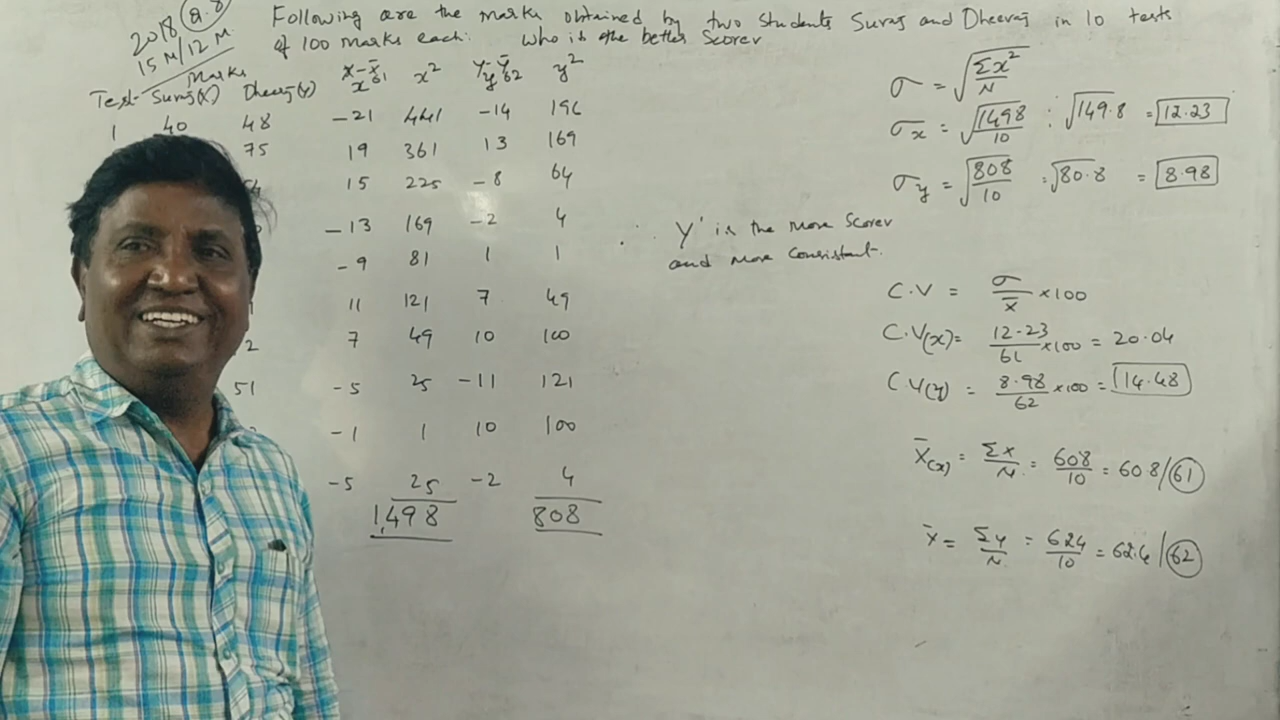 2018 Q.8
15 M/12 M
Following are the marks obtained by two students Suraj and Dheeraj in 10 tests
of 100 marks each. Who is the better Scorer
Marks
Test Suraj(X) Dheeraj(Y) X-x̄ x 61 x² Y-ȳ y 62 y²
1 40 48 -21 441 -14 196
75 19 361 13 169
15 225 -8 64
-13 169 -2 4
-9 81 1 1
11 121 7 49
2 7 49 10 100
51 -5 25 -11 121
-1 1 10 100
-5 25 -2 4
1,498 808
σ = √Σx²/N
σx = √1498/10 : √149.8 = 12.23
σy = √808/10 = √80.8 = 8.98
∴ Y' is the more Scorer
and more Consistant.
C.V = σ/x̄ ×100
C.V(x)= 12-23/61 ×100 = 20.04
C.V(y) = 8.98/62 ×100 = 14.48
X̄(x) = Σx/N = 608/10 = 60.8/61
x̄ = Σy/N = 624/10 = 62.4/62